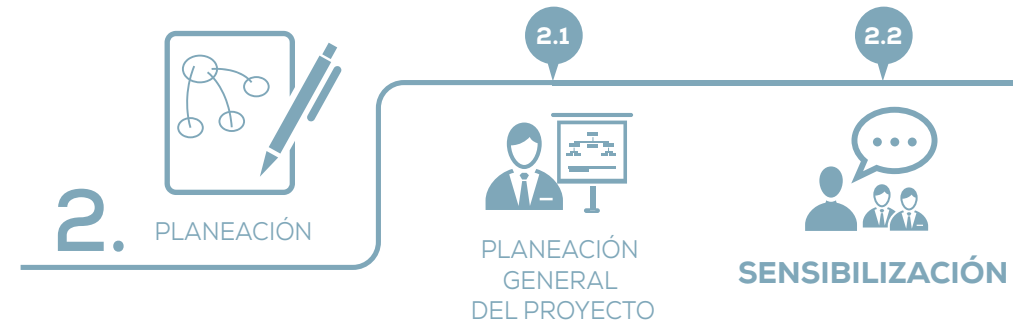 2.
PLANEACIÓN
2.1
PLANEACIÓN
GENERAL
DEL PROYECTO
2.2
SENSIBILIZACIÓN